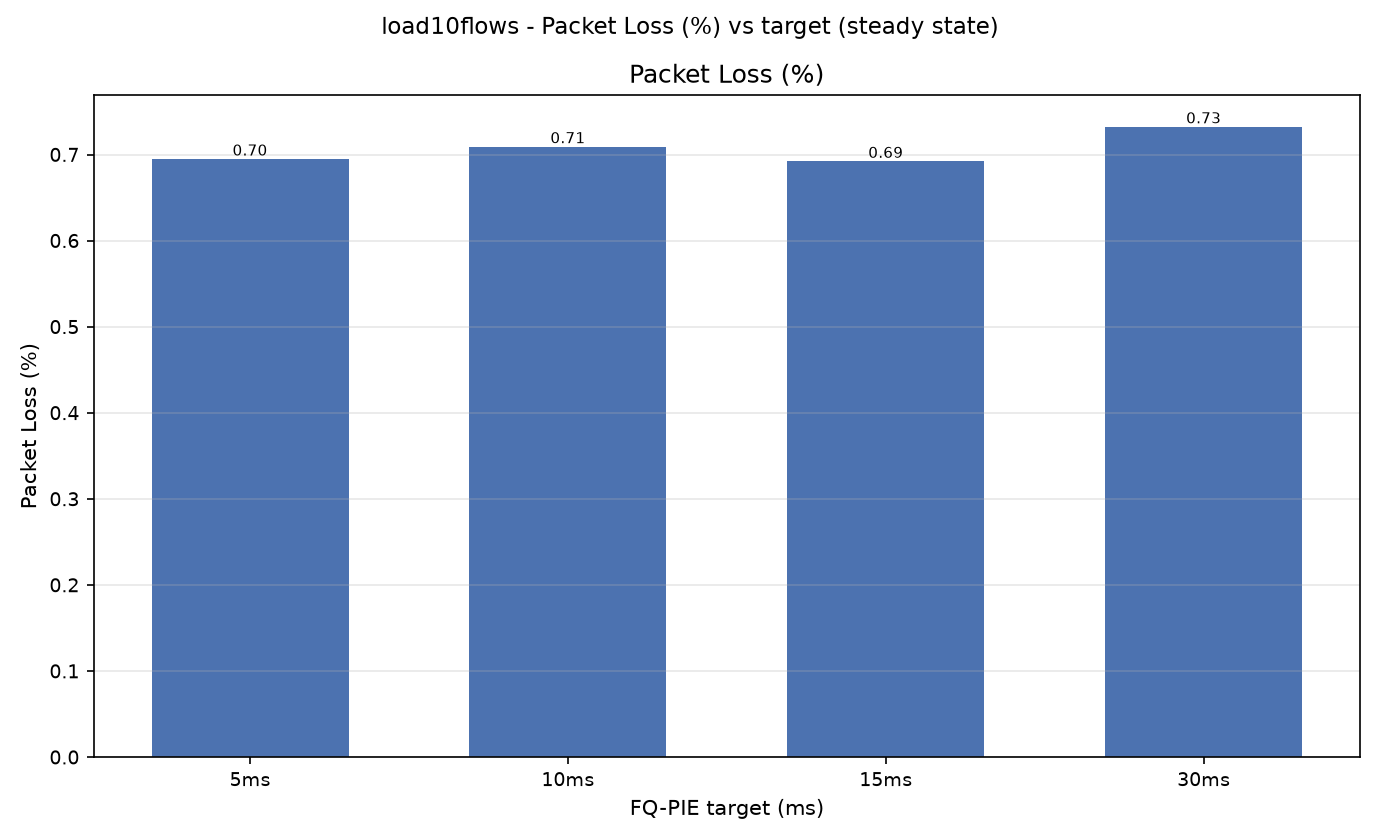 load10flows - Packet Loss (%) vs target (steady state)
Packet Loss (%)
0.70
0.71
0.69
0.73
Packet Loss (%)
0.7
0.6
0.5
0.4
0.3
0.2
0.1
0.0
5ms
10ms
15ms
30ms
FQ-PIE target (ms)